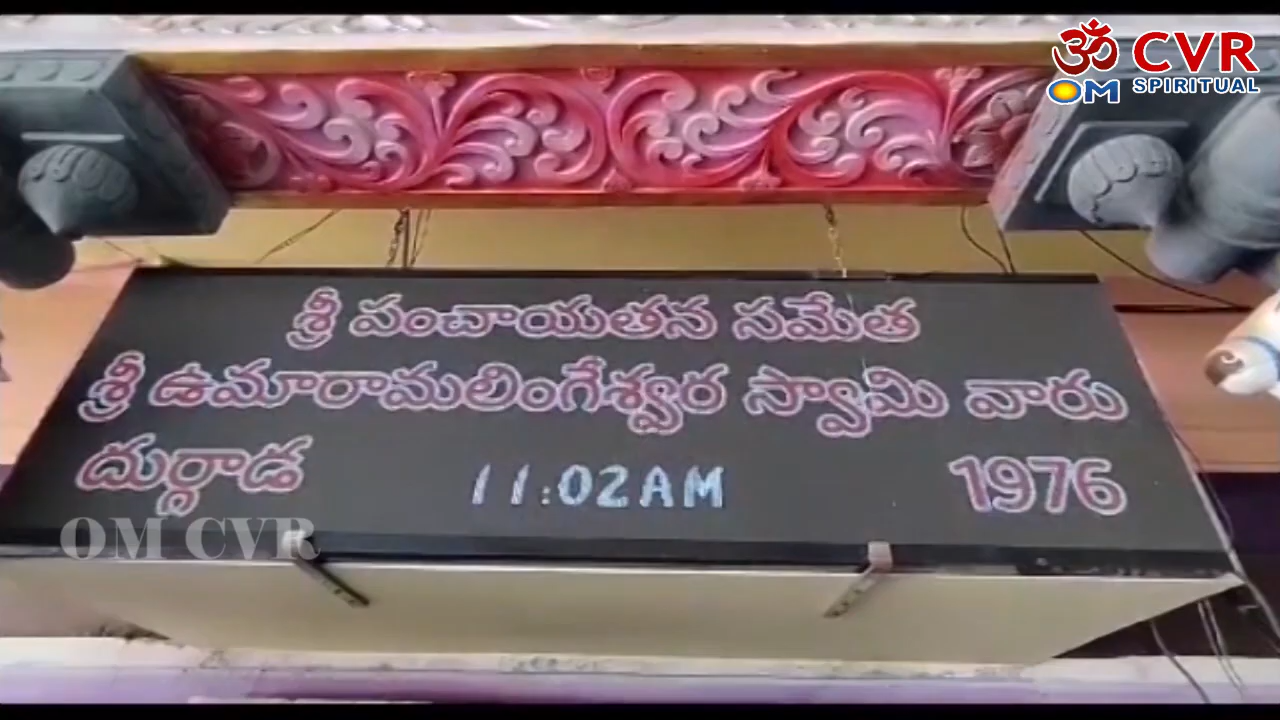 ॐ CVR
OM SPIRITUAL
శ్రీ పంచాయతన సమేత
శ్రీ ఉమారామలింగేశ్వర స్వామి వారు
దుర్గాడ 11:02AM 1976
OM CVR